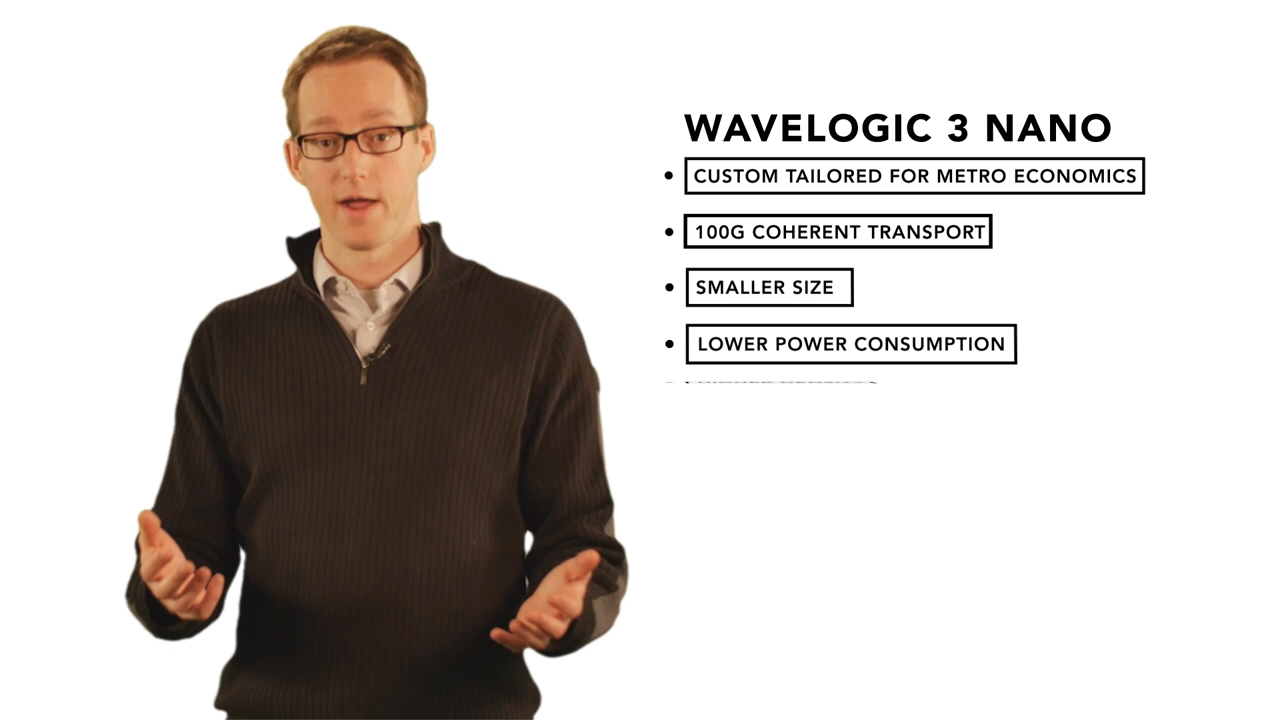 WAVELOGIC 3 NANO
• CUSTOM TAILORED FOR METRO ECONOMICS
• 100G COHERENT TRANSPORT
• SMALLER SIZE
• LOWER POWER CONSUMPTION